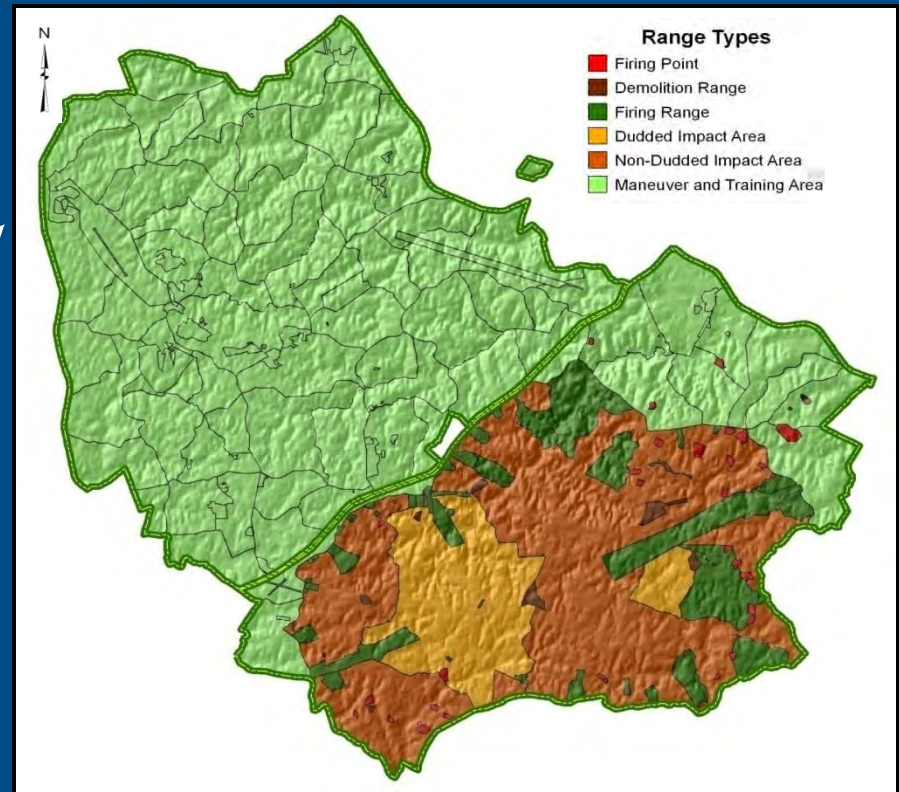 N
Range Types
Firing Point
Demolition Range
Firing Range
Dudded Impact Area
Non-Dudded Impact Area
Maneuver and Training Area